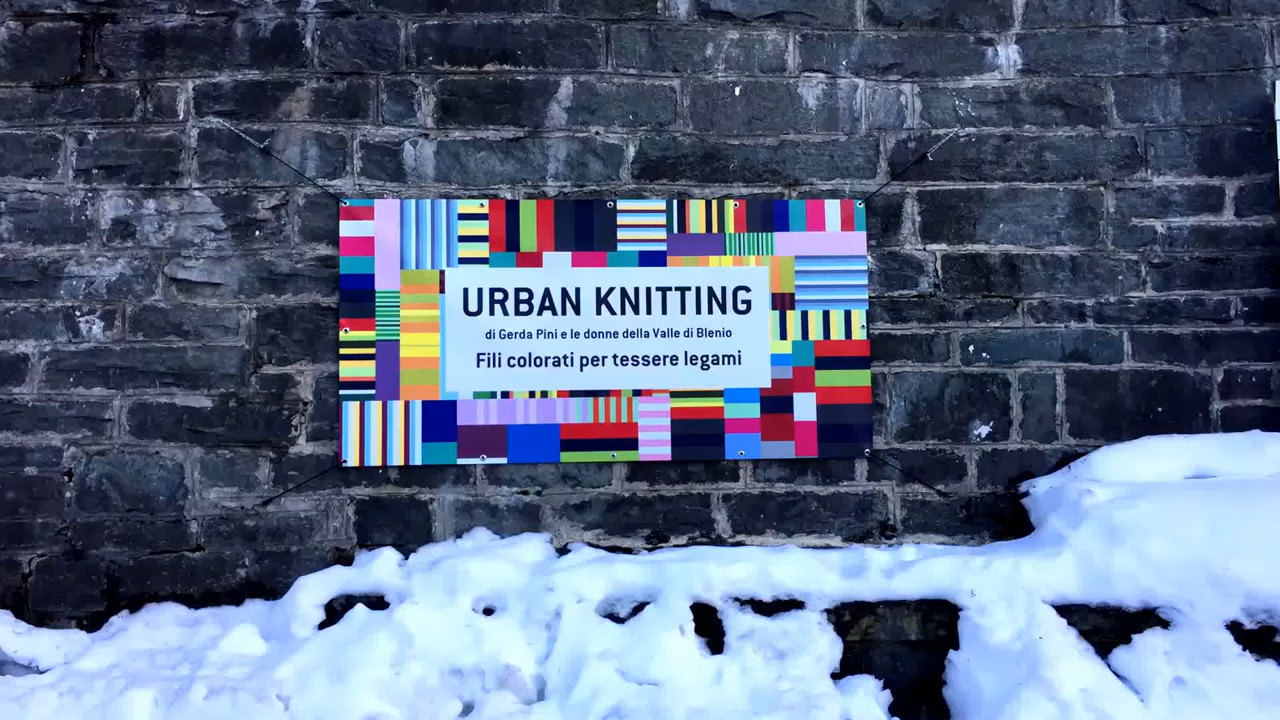 URBAN KNITTING
di Gerda Pini e le donne della Valle di Blenio
Fili colorati per tessere legami